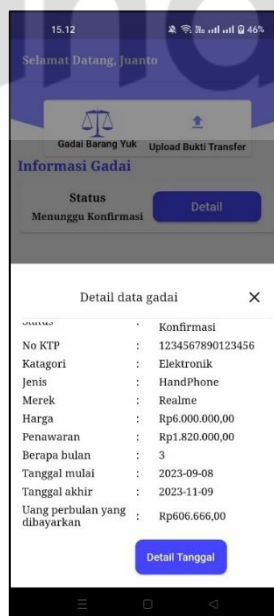 15.12
46%
Selamat Datang, Juanto
Gadai Barang Yuk
Upload Bukti Transfer
Informasi Gadai
Status
Menunggu Konfirmasi
Detail
Detail data gadai
Status : Konfirmasi
No KTP : 1234567890123456
Katagori : Elektronik
Jenis : HandPhone
Merek : Realme
Harga : Rp6.000.000,00
Penawaran : Rp1.820.000,00
Berapa bulan : 3
Tanggal mulai : 2023-09-08
Tanggal akhir : 2023-11-09
Uang perbulan yang
dibayarkan : Rp606.666,00
Detail Tanggal